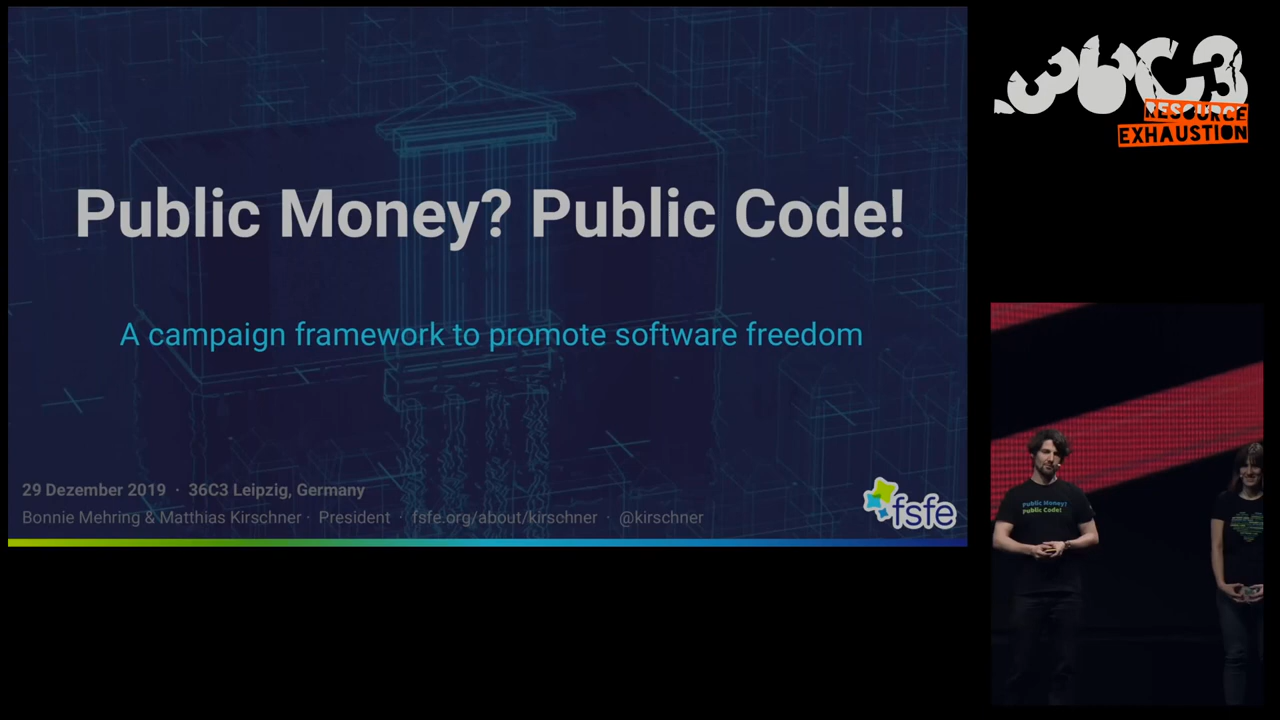 Public Money? Public Code!
A campaign framework to promote software freedom
29 Dezember 2019 · 36C3 Leipzig, Germany
Bonnie Mehring & Matthias Kirschner · President · fsfe.org/about/kirschner · @kirschner
fsfe
36C3
RESOURCE
EXHAUSTION
Public Money?
Public Code!